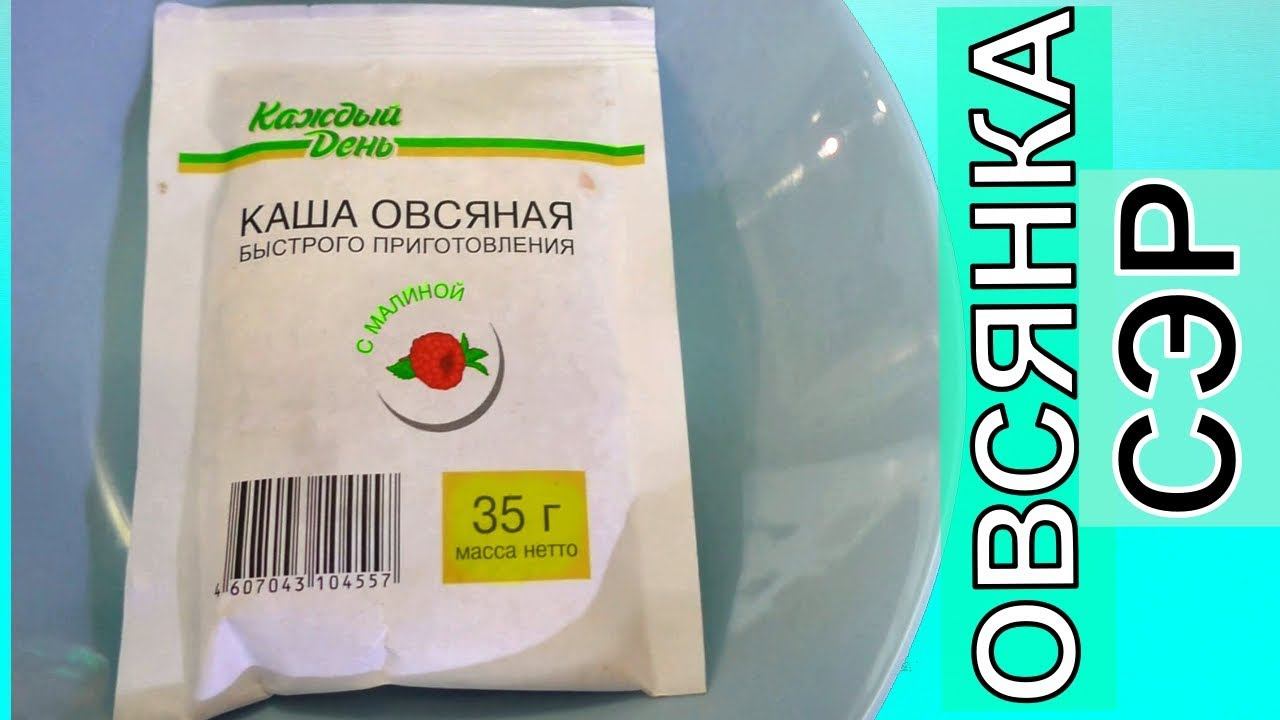 Каждый
День
КАША ОВСЯНАЯ
БЫСТРОГО ПРИГОТОВЛЕНИЯ
С МАЛИНОЙ
4 607043 104557
35 г
масса нетто
ОВСЯНКА
СЭР